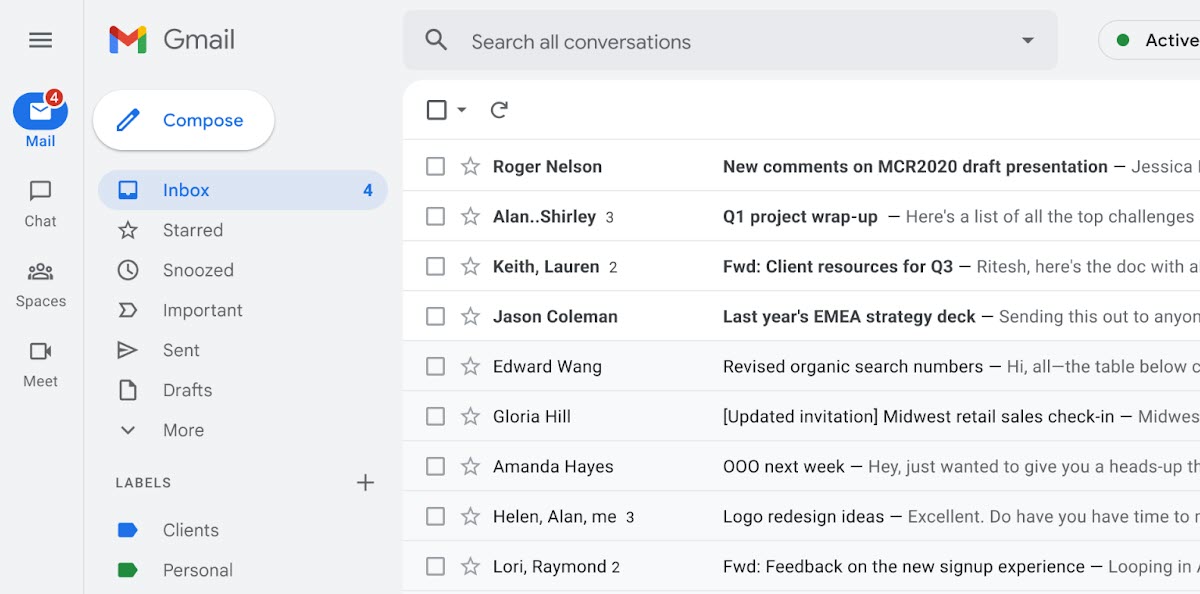 Gmail
Search all conversations
Active
4
Mail
Chat
Spaces
Meet
Compose
Inbox 4
Starred
Snoozed
Important
Sent
Drafts
More
LABELS
Clients
Personal
Roger Nelson New comments on MCR2020 draft presentation — Jessica
Alan..Shirley 3 Q1 project wrap-up — Here's a list of all the top challenges
Keith, Lauren 2 Fwd: Client resources for Q3 — Ritesh, here's the doc with
Jason Coleman Last year's EMEA strategy deck — Sending this out to
Edward Wang Revised organic search numbers — Hi, all—the table below
Gloria Hill [Updated invitation] Midwest retail sales check-in —
Amanda Hayes OOO next week — Hey, just wanted to give you a heads-up
Helen, Alan, me 3 Logo redesign ideas — Excellent. Do have you have time to
Lori, Raymond 2 Fwd: Feedback on the new signup experience — Looping in